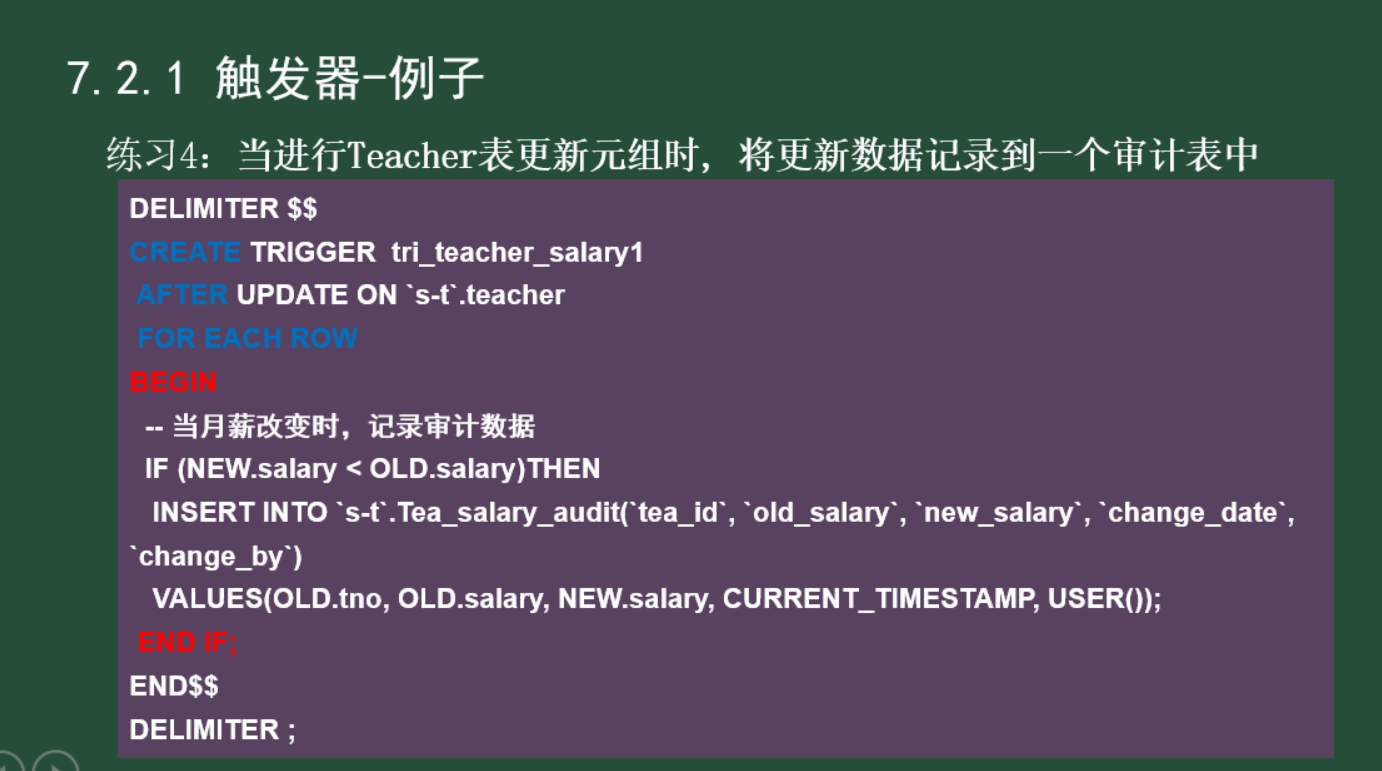 7.2.1 触发器-例子
练习4：当进行Teacher表更新元组时，将更新数据记录到一个审计表中
DELIMITER $$
CREATE TRIGGER tri_teacher_salary1
AFTER UPDATE ON `s-t`.teacher
FOR EACH ROW
BEGIN
-- 当月薪改变时，记录审计数据
IF (NEW.salary < OLD.salary)THEN
INSERT INTO `s-t`.Tea_salary_audit(`tea_id`, `old_salary`, `new_salary`, `change_date`,
`change_by`)
VALUES(OLD.tno, OLD.salary, NEW.salary, CURRENT_TIMESTAMP, USER());
END IF;
END$$
DELIMITER ;